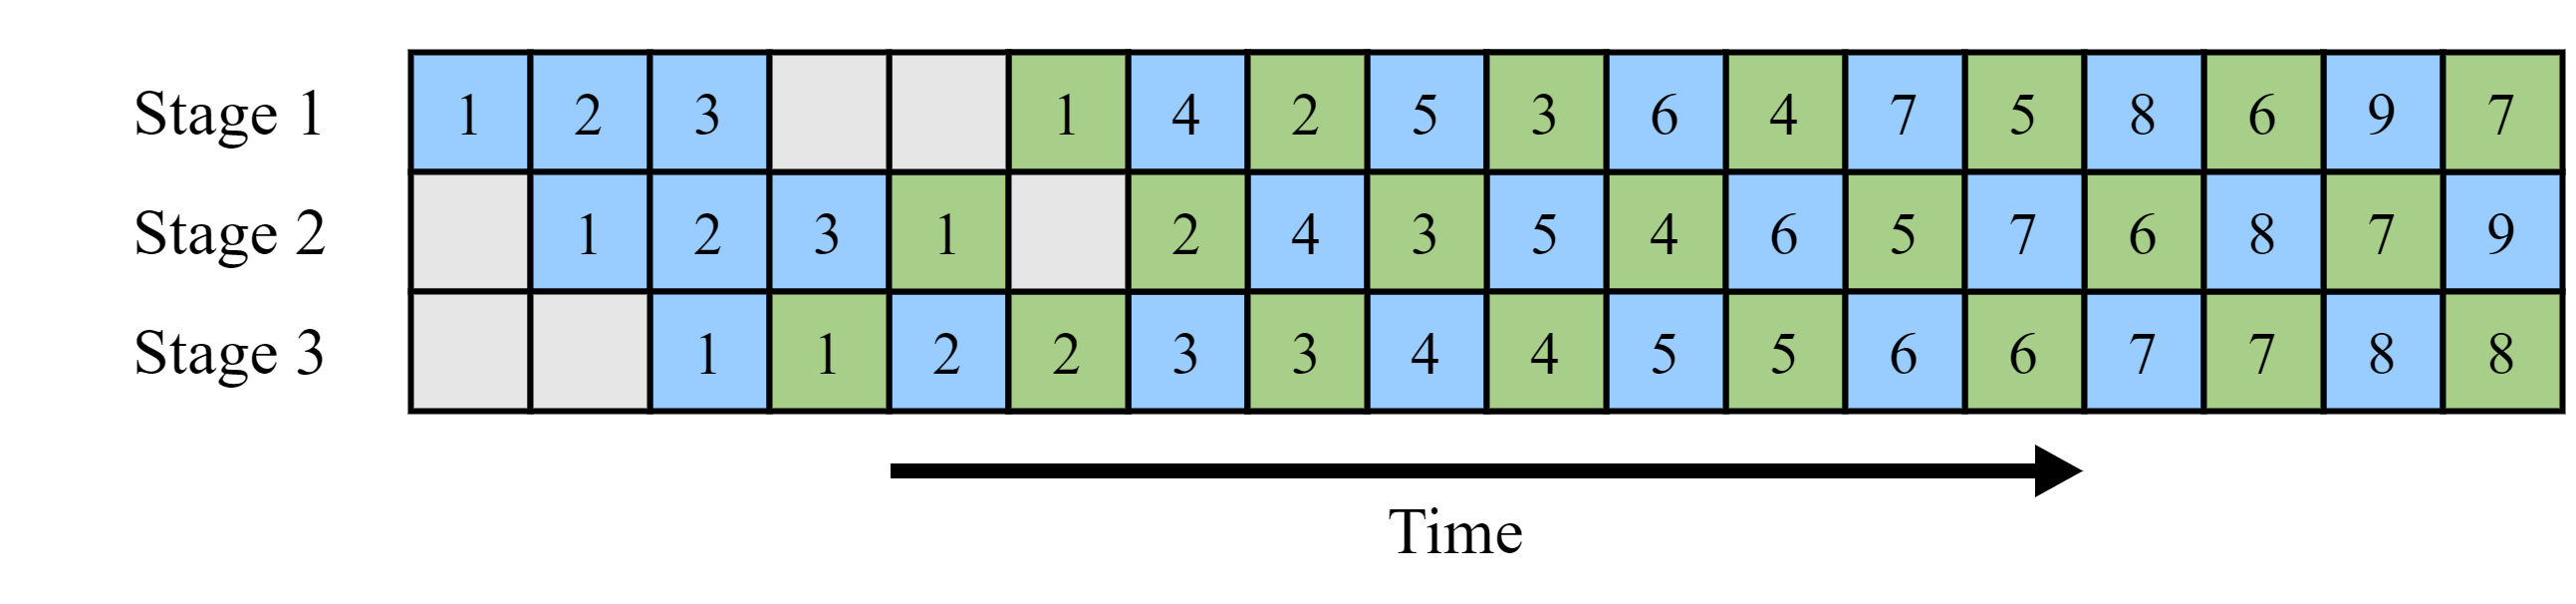 Stage 1 1 2 3 1 4 2 5 3 6 4 7 5 8 6 9 7
Stage 2 1 2 3 1 2 4 3 5 4 6 5 7 6 8 7 9
Stage 3 1 1 2 2 3 3 4 4 5 5 6 6 7 7 8 8
Time